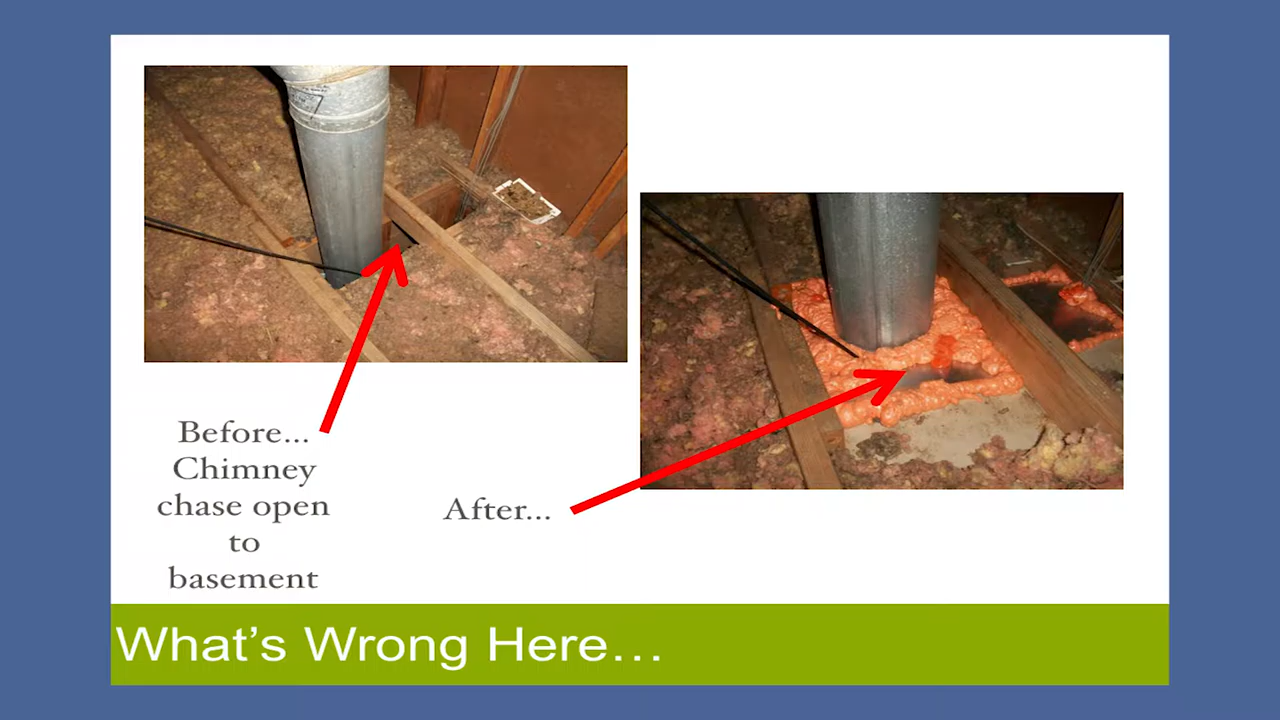 Before...
Chimney
chase open
to
basement
After...
What's Wrong Here...